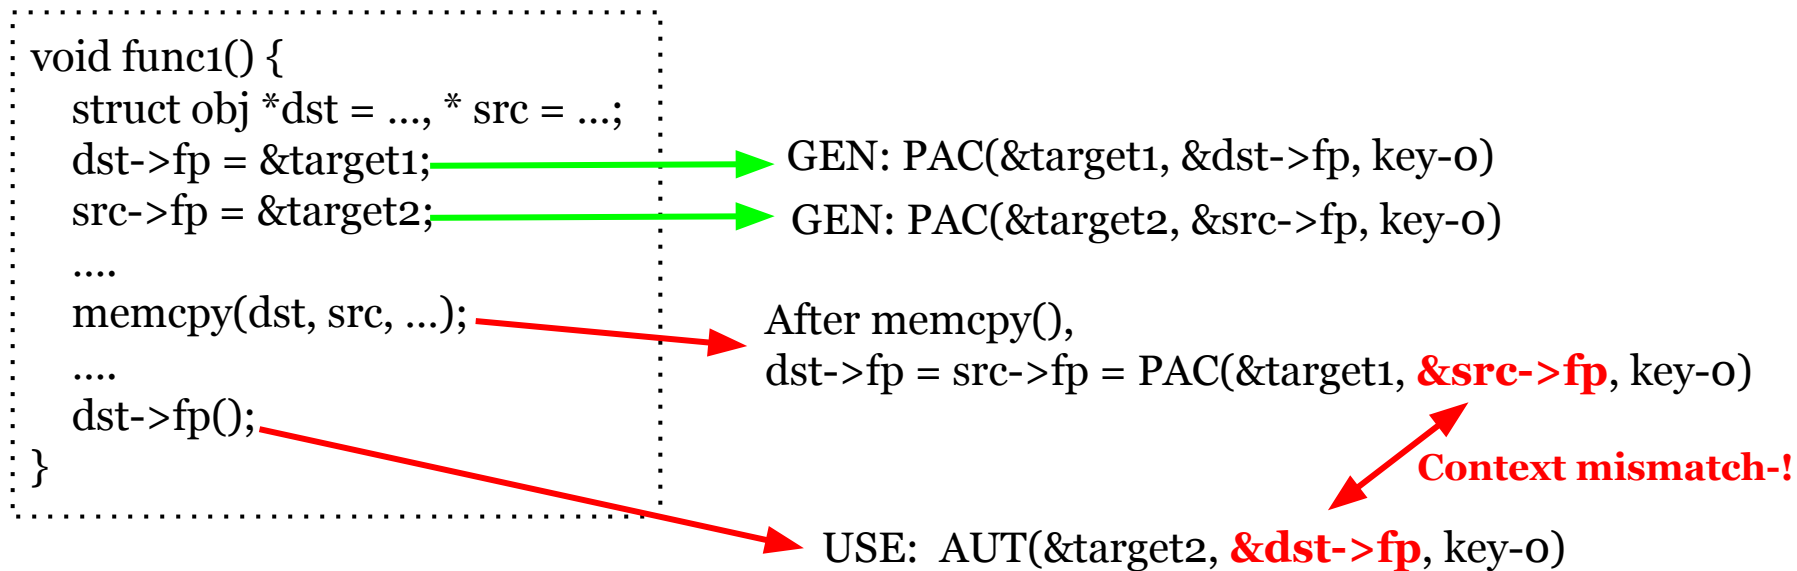 void func1() {
struct obj *dst = ..., * src = ...;
dst->fp = &target1;
GEN: PAC(&target1, &dst->fp, key-0)
src->fp = &target2;
GEN: PAC(&target2, &src->fp, key-0)
....
memcpy(dst, src, ...);
After memcpy(),
dst->fp = src->fp = PAC(&target1, &src->fp, key-0)
....
dst->fp();
}
Context mismatch-!
USE: AUT(&target2, &dst->fp, key-0)